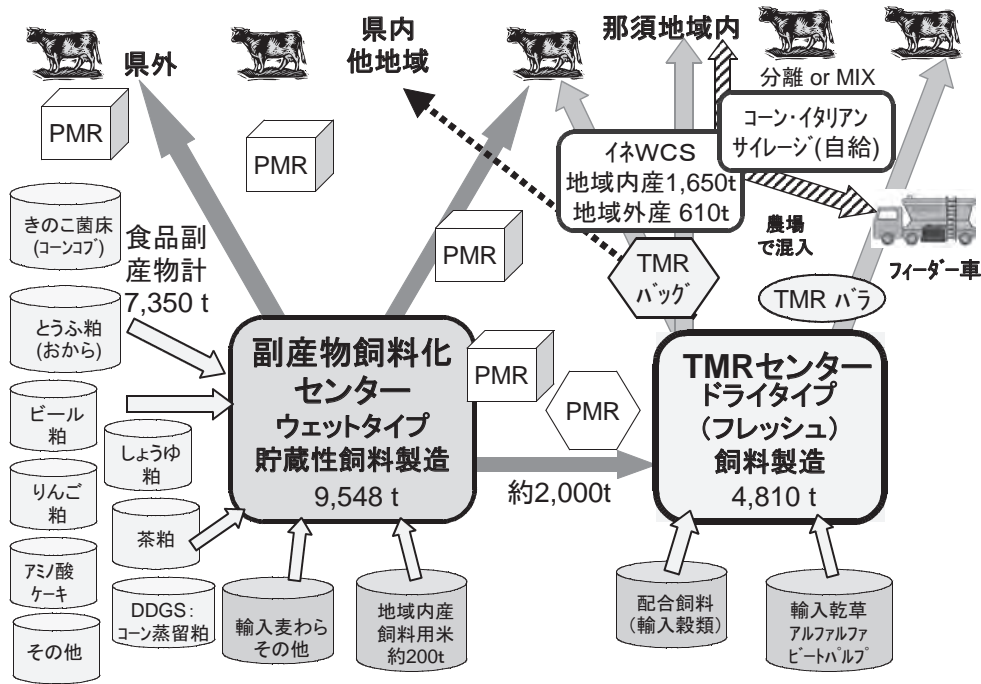 県外
県内
他地域
那須地域内
分離 or MIX
コーン・イタリアン
サイレージ(自給)
イネWCS
地域内産1,650t
地域外産 610t
農場
で混入
フィーダー車
PMR
PMR
PMR
PMR
PMR
TMR
バッグ
TMR バラ
きのこ菌床
(コーンコブ)
食品副
産物計
7,350 t
とうふ粕
(おから)
ビール
粕
しょうゆ
粕
りんご
粕
茶粕
アミノ酸
ケーキ
DDGS:
コーン蒸留粕
その他
副産物飼料化
センター
ウェットタイプ
貯蔵性飼料製造
9,548 t
約2,000t
TMRセンター
ドライタイプ
(フレッシュ)
飼料製造
4,810 t
輸入麦わら
その他
地域内産
飼料用米
約200t
配合飼料
(輸入穀類)
輸入乾草
アルファルファ
ビートパルプ